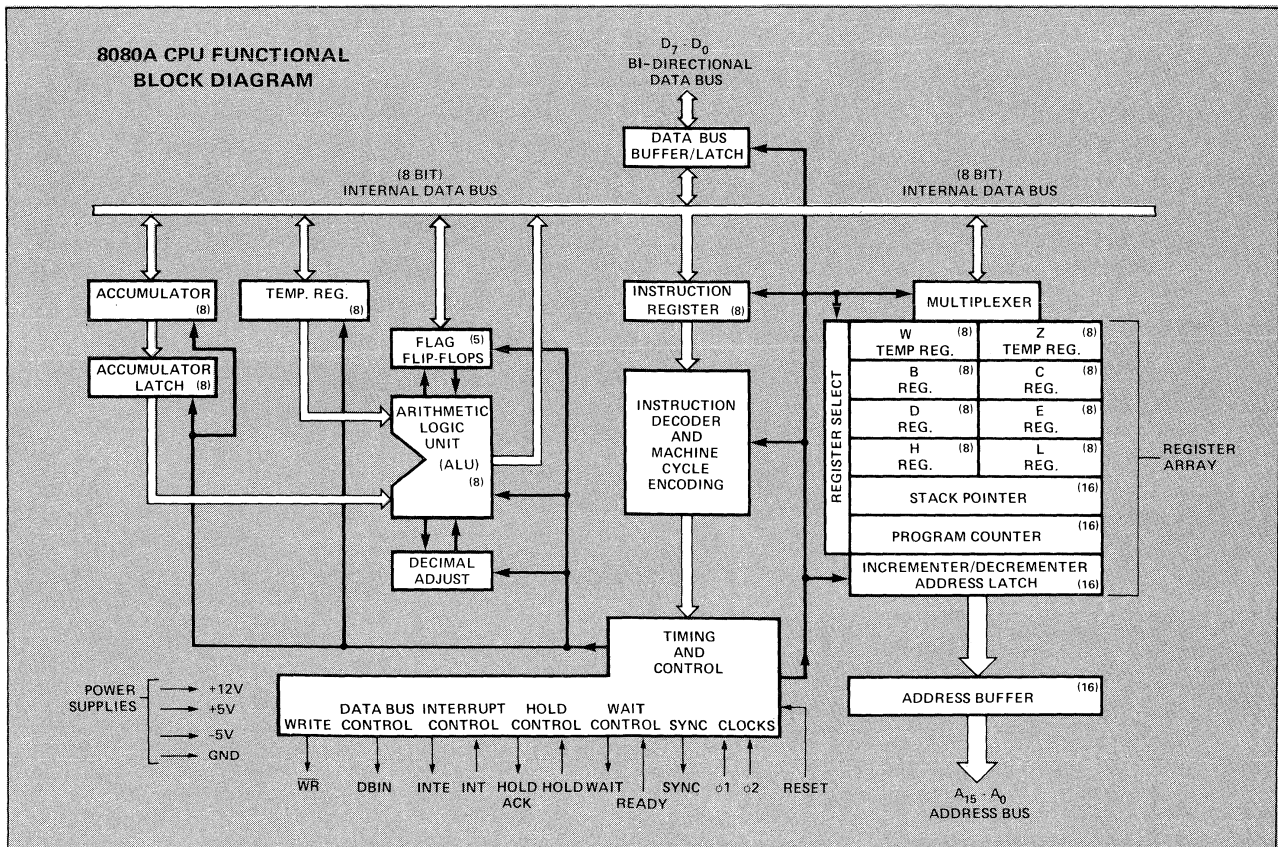 8080A CPU FUNCTIONAL
BLOCK DIAGRAM
D7 - D0
BI-DIRECTIONAL
DATA BUS
DATA BUS
BUFFER/LATCH
(8 BIT)
INTERNAL DATA BUS
(8 BIT)
INTERNAL DATA BUS
ACCUMULATOR
(8)
TEMP. REG.
(8)
INSTRUCTION
REGISTER (8)
MULTIPLEXER
FLAG (5)
FLIP-FLOPS
ACCUMULATOR
LATCH (8)
ARITHMETIC
LOGIC
UNIT
(ALU)
(8)
DECIMAL
ADJUST
INSTRUCTION
DECODER
AND
MACHINE
CYCLE
ENCODING
REGISTER SELECT
W (8)
TEMP REG.
Z (8)
TEMP REG.
B (8)
REG.
C (8)
REG.
D (8)
REG.
E (8)
REG.
H (8)
REG.
L (8)
REG.
STACK POINTER (16)
PROGRAM COUNTER (16)
INCREMENTER/DECREMENTER
ADDRESS LATCH (16)
REGISTER
ARRAY
TIMING
AND
CONTROL
POWER
SUPPLIES
+12V
+5V
-5V
GND
DATA BUS INTERRUPT HOLD WAIT
WRITE CONTROL CONTROL CONTROL CONTROL SYNC CLOCKS
WR DBIN INTE INT HOLD HOLD WAIT SYNC φ1 φ2 RESET
ACK READY
ADDRESS BUFFER (16)
A15 - A0
ADDRESS BUS